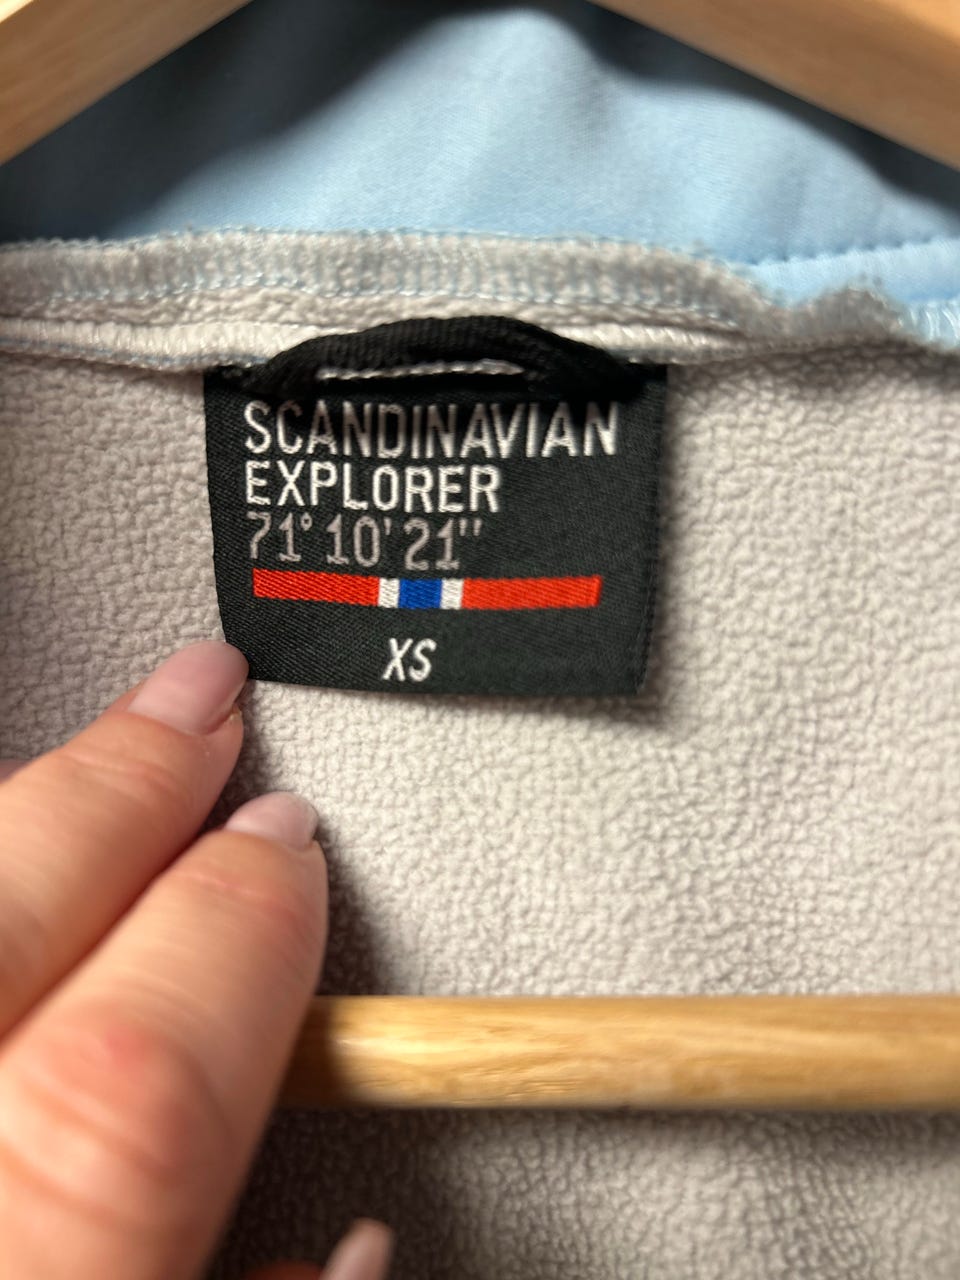 SCANDINAVIAN
EXPLORER
71° 10' 21"
XS